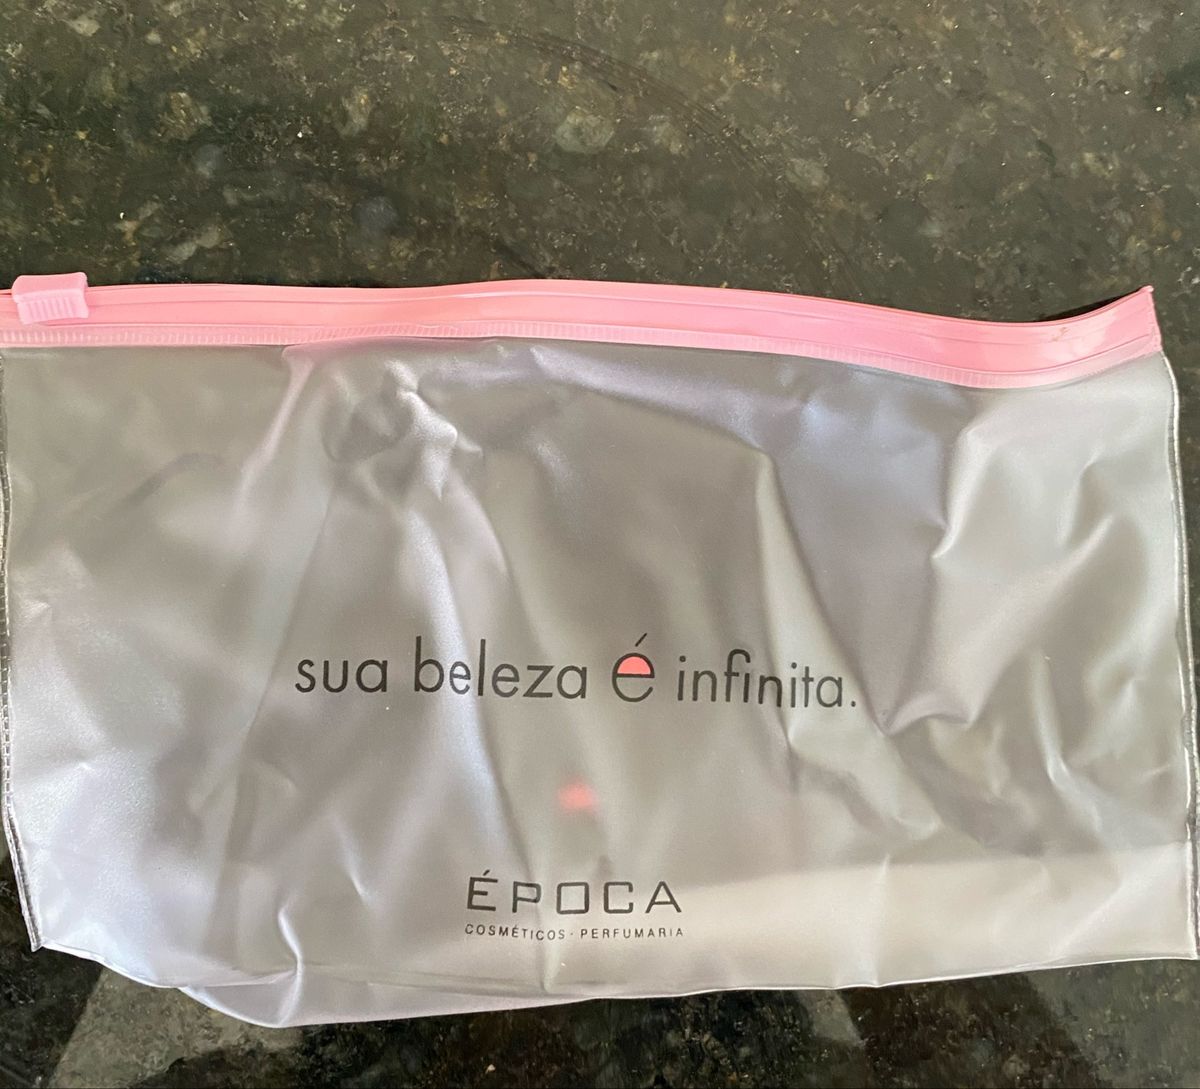 sua beleza é infinita.
ÉPOCA
COSMÉTICOS · PERFUMARIA